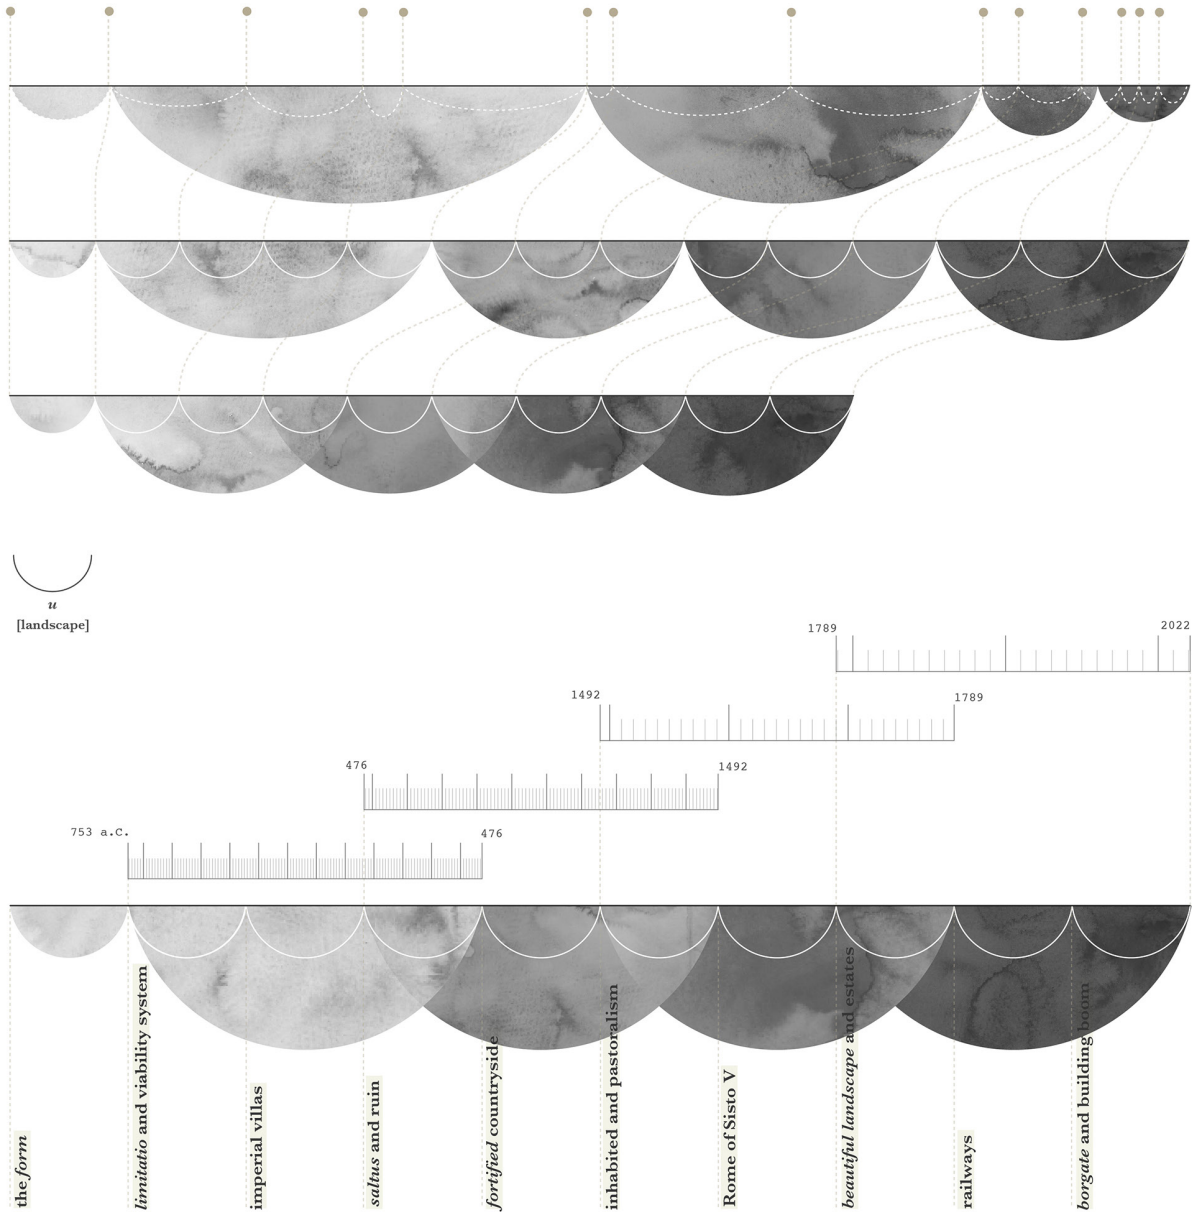 u
[landscape]
1789
2022
1492
1789
476
1492
753 a.C.
476
the form
limitatio and viability system
imperial villas
saltus and ruin
fortified countryside
inhabited and pastoralism
Rome of Sisto V
beautiful landscape and estates
railways
borgate and building boom